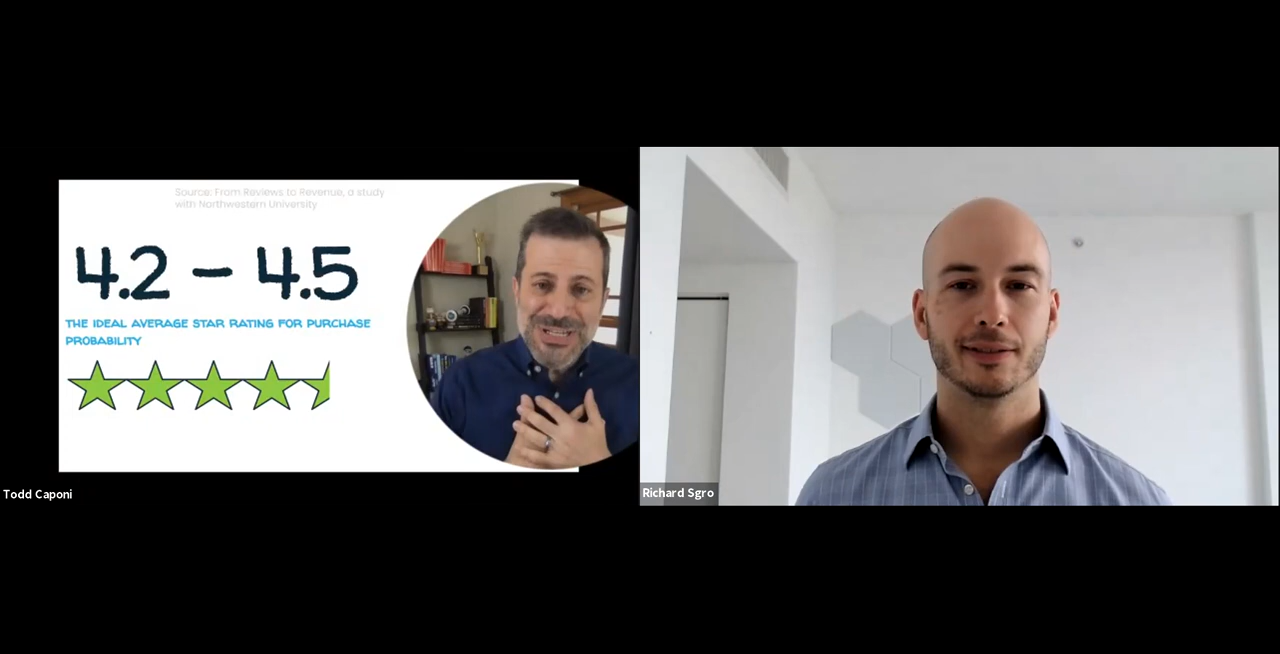 Source: From Reviews to Revenue, a study
with Northwestern University
4.2 – 4.5
THE IDEAL AVERAGE STAR RATING FOR PURCHASE
PROBABILITY
Todd Caponi
Richard Sgro